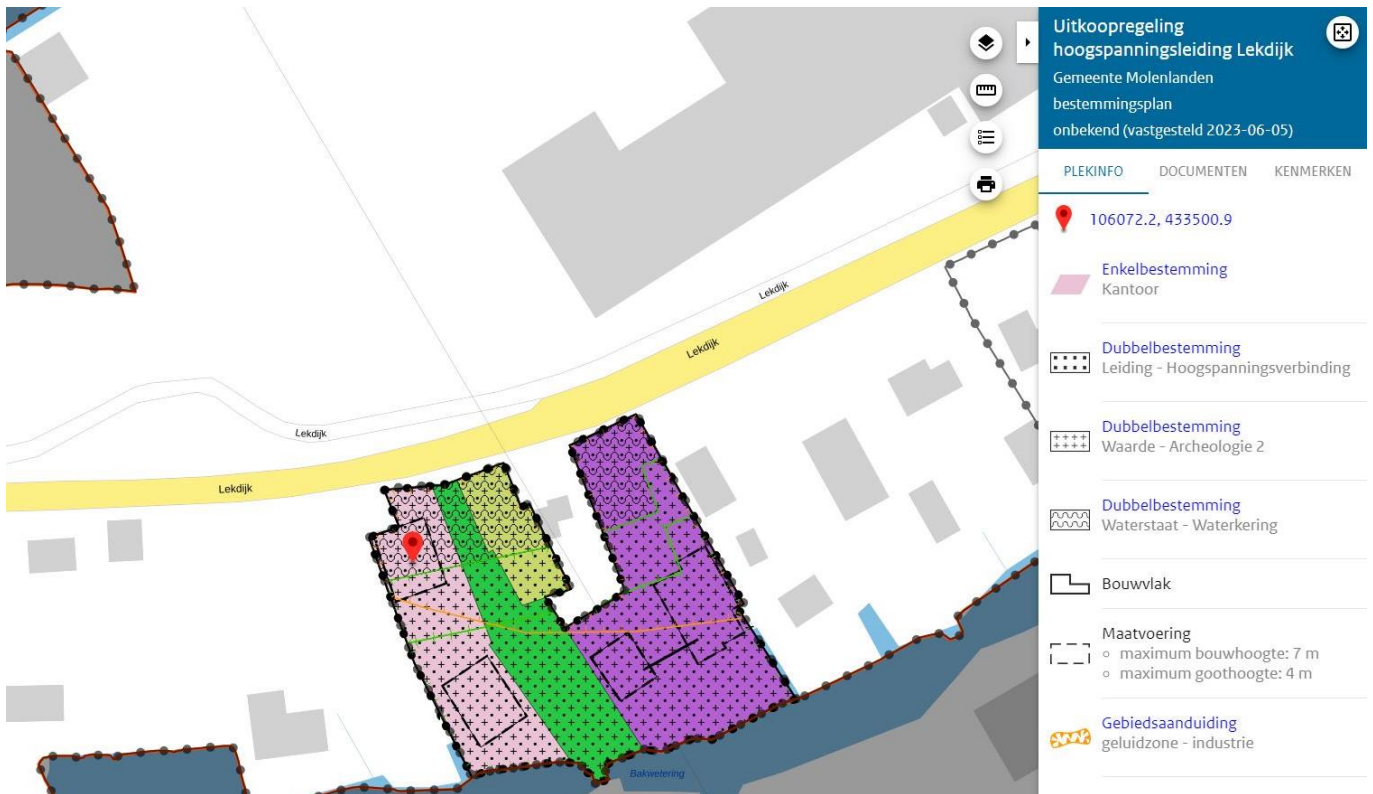 Uitkoopregeling
hoogspanningsleiding Lekdijk
Gemeente Molenlanden
bestemmingsplan
onbekend (vastgesteld 2023-06-05)
PLEKINFO DOCUMENTEN KENMERKEN
106072.2, 433500.9
Enkelbestemming
Kantoor
Dubbelbestemming
Leiding - Hoogspanningsverbinding
Dubbelbestemming
Waarde - Archeologie 2
Dubbelbestemming
Waterstaat - Waterkering
Bouwvlak
Maatvoering
maximum bouwhoogte: 7 m
maximum goothoogte: 4 m
Gebiedsaanduiding
geluidzone - industrie
Lekdijk
Lekdijk
Lekdijk
Lekdijk
Bakwetering